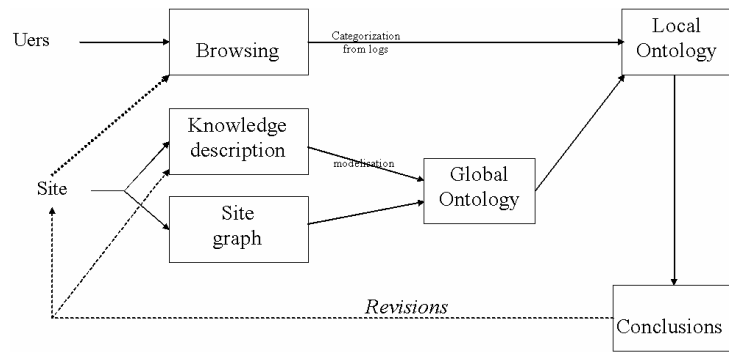 Uers
Browsing
Categorization
from logs
Local
Ontology
Knowledge
description
modelisation
Global
Ontology
Site
Site
graph
Revisions
Conclusions